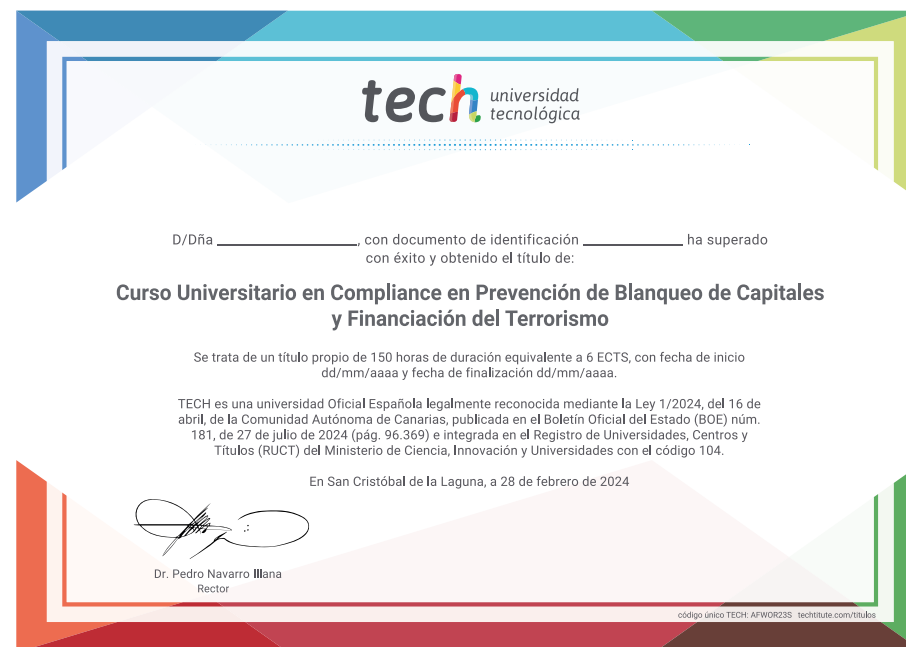 tech universidad
tecnológica
D/Dña ____________________, con documento de identificación ______________ ha superado
con éxito y obtenido el título de:
Curso Universitario en Compliance en Prevención de Blanqueo de Capitales
y Financiación del Terrorismo
Se trata de un título propio de 150 horas de duración equivalente a 6 ECTS, con fecha de inicio
dd/mm/aaaa y fecha de finalización dd/mm/aaaa.
TECH es una universidad Oficial Española legalmente reconocida mediante la Ley 1/2024, del 16 de
abril, de la Comunidad Autónoma de Canarias, publicada en el Boletín Oficial del Estado (BOE) núm.
181, de 27 de julio de 2024 (pág. 96.369) e integrada en el Registro de Universidades, Centros y
Títulos (RUCT) del Ministerio de Ciencia, Innovación y Universidades con el código 104.
En San Cristóbal de la Laguna, a 28 de febrero de 2024
Dr. Pedro Navarro Illana
Rector
código único TECH: AFWOR23S techtitute.com/titulos